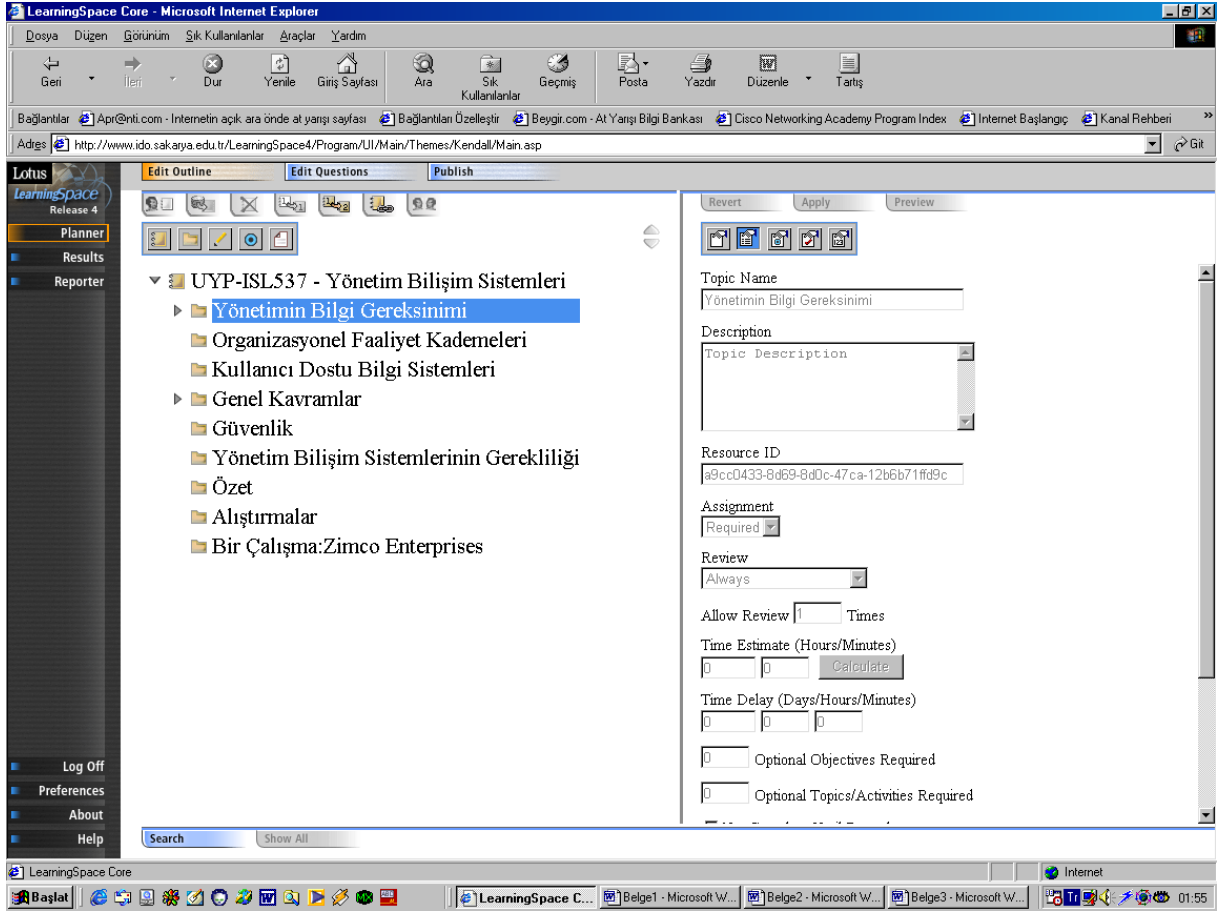 LearningSpace Core - Microsoft Internet Explorer
Dosya Düzen Görünüm Sık Kullanılanlar Araçlar Yardım
Geri İleri Dur Yenile Giriş Sayfası Ara Sık Kullanılanlar Geçmiş Posta Yazdır Düzenle Tartış
Bağlantılar Apr@nti.com - Internetin açık ara önde at yarışı sayfası Bağlantıları Özelleştir Beygir.com - At Yarışı Bilgi Bankası Cisco Networking Academy Program Index Internet Başlangıç Kanal Rehberi »
Adres http://www.ido.sakarya.edu.tr/LearningSpace4/Program/UI/Main/Themes/Kendall/Main.asp Git
Lotus
LearningSpace
Release 4
Planner
Results
Reporter
Log Off
Preferences
About
Help
Edit Outline Edit Questions Publish
UYP-ISL537 - Yönetim Bilişim Sistemleri
Yönetimin Bilgi Gereksinimi
Organizasyonel Faaliyet Kademeleri
Kullanıcı Dostu Bilgi Sistemleri
Genel Kavramlar
Güvenlik
Yönetim Bilişim Sistemlerinin Gerekliliği
Özet
Alıştırmalar
Bir Çalışma:Zimco Enterprises
Revert Apply Preview
Topic Name
Yönetimin Bilgi Gereksinimi
Description
Topic Description
Resource ID
a9cc0433-8d69-8d0c-47ca-12b6b71ffd9c
Assignment
Required
Review
Always
Allow Review 1 Times
Time Estimate (Hours/Minutes)
0 0 Calculate
Time Delay (Days/Hours/Minutes)
0 0 0
0 Optional Objectives Required
0 Optional Topics/Activities Required
Search Show All
LearningSpace Core Internet
Başlat LearningSpace C... Belge1 - Microsoft W... Belge2 - Microsoft W... Belge3 - Microsoft W... Tr 01:55